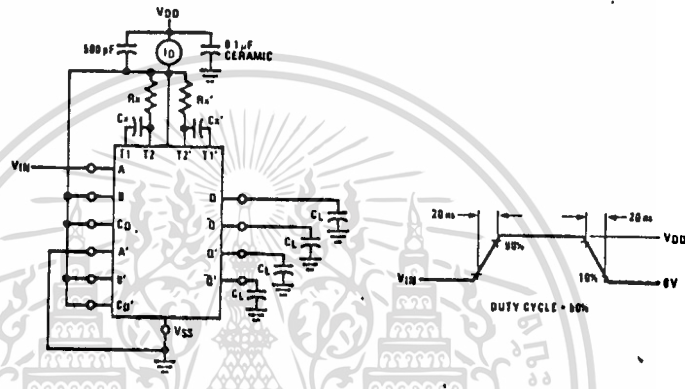 VDD
500 pF
ID
0.1 μF
CERAMIC
Rx
Rx'
Cx
Cx'
T1 T2 T2' T1'
VIN
A
B
CD
A'
B'
CD'
Q
Q̅
Q'
Q̅'
CL
CL
CL
CL
VSS
20 ns
20 ns
90%
10%
VDD
0V
VIN
DUTY CYCLE = 50%